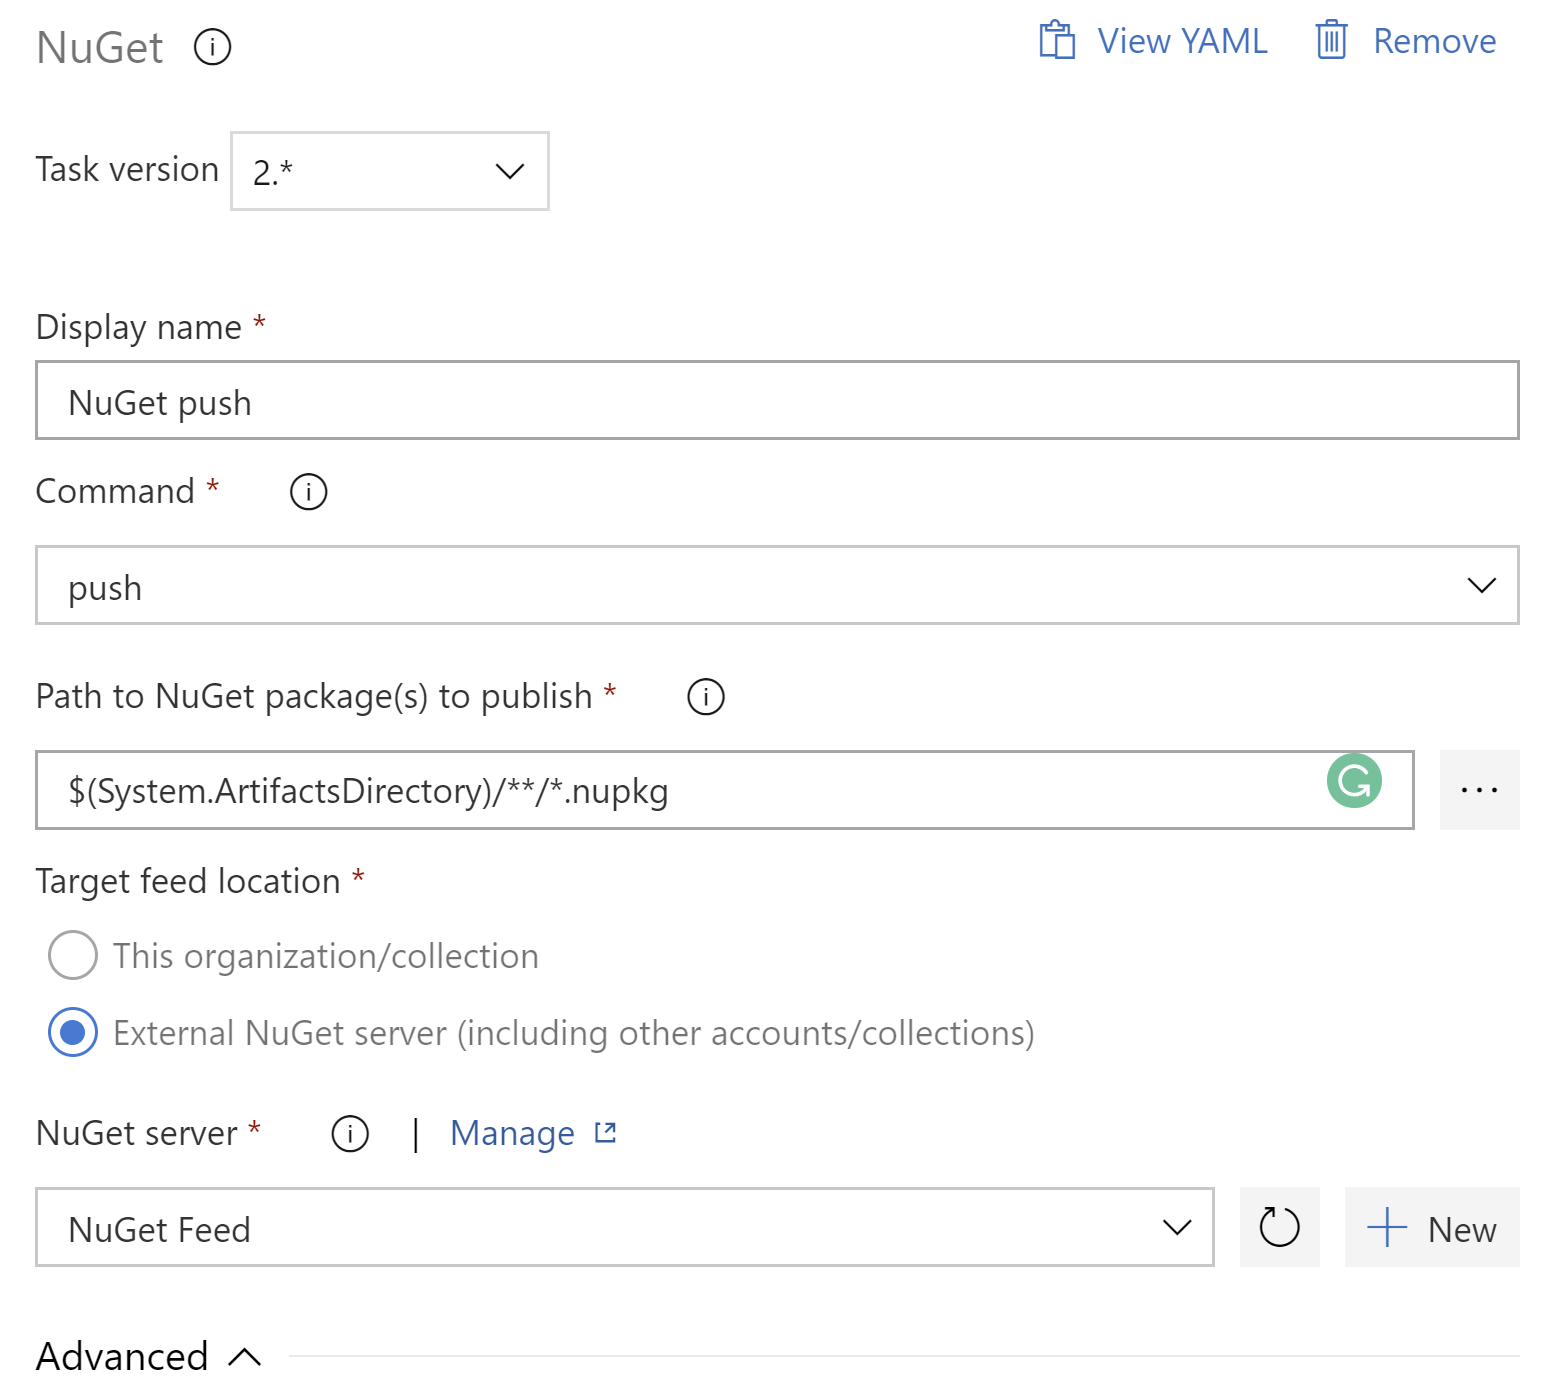 NuGet
View YAML
Remove
Task version
2.*
Display name *
NuGet push
Command *
push
Path to NuGet package(s) to publish *
$(System.ArtifactsDirectory)/**/*.nupkg
...
Target feed location *
This organization/collection
External NuGet server (including other accounts/collections)
NuGet server * | Manage
NuGet Feed
New
Advanced